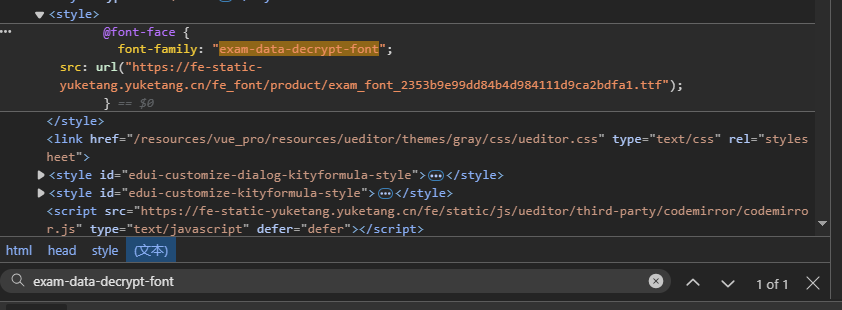 <style>
@font-face {
font-family: "exam-data-decrypt-font";
src: url("https://fe-static-
yuketang.yuketang.cn/fe_font/product/exam_font_2353b9e99dd84b4d984111d9ca2bdfa1.ttf");
} == $0
</style>
<link href="/resources/vue_pro/resources/ueditor/themes/gray/css/ueditor.css" type="text/css" rel="styles
heet">
<style id="edui-customize-dialog-kityformula-style"></style>
<style id="edui-customize-kityformula-style"></style>
<script src="https://fe-static-yuketang.yuketang.cn/fe/static/js/ueditor/third-party/codemirror/codemirro
r.js" type="text/javascript" defer="defer"></script>
html head style (文本)
exam-data-decrypt-font 1 of 1